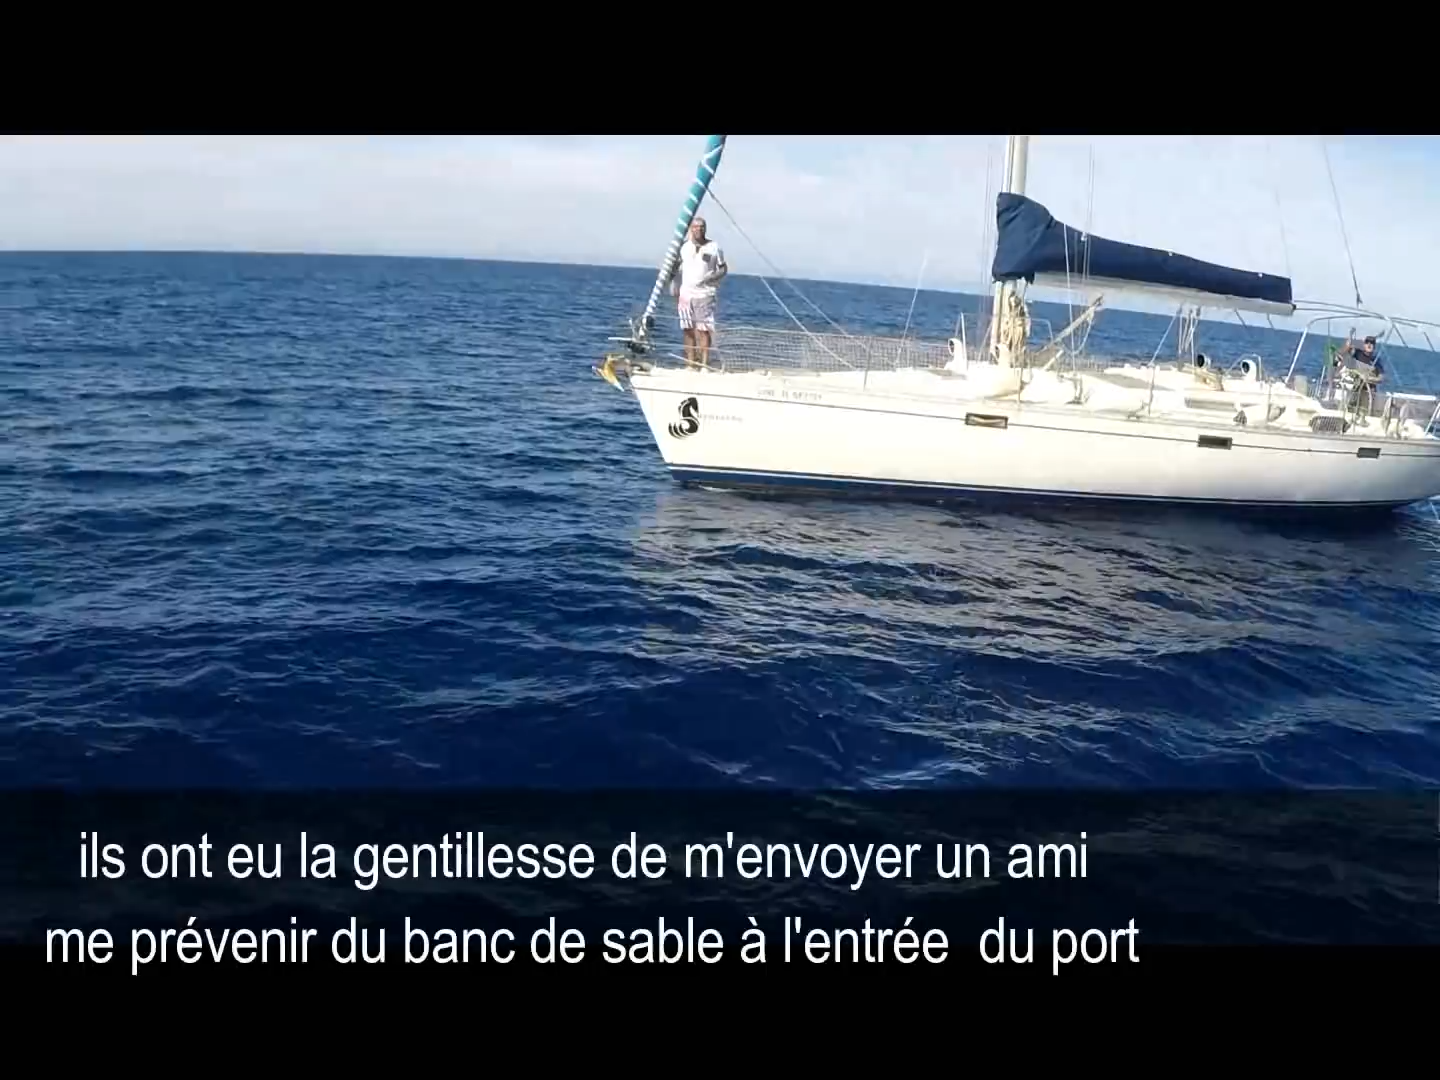 ils ont eu la gentillesse de m'envoyer un ami
me prévenir du banc de sable à l'entrée  du port